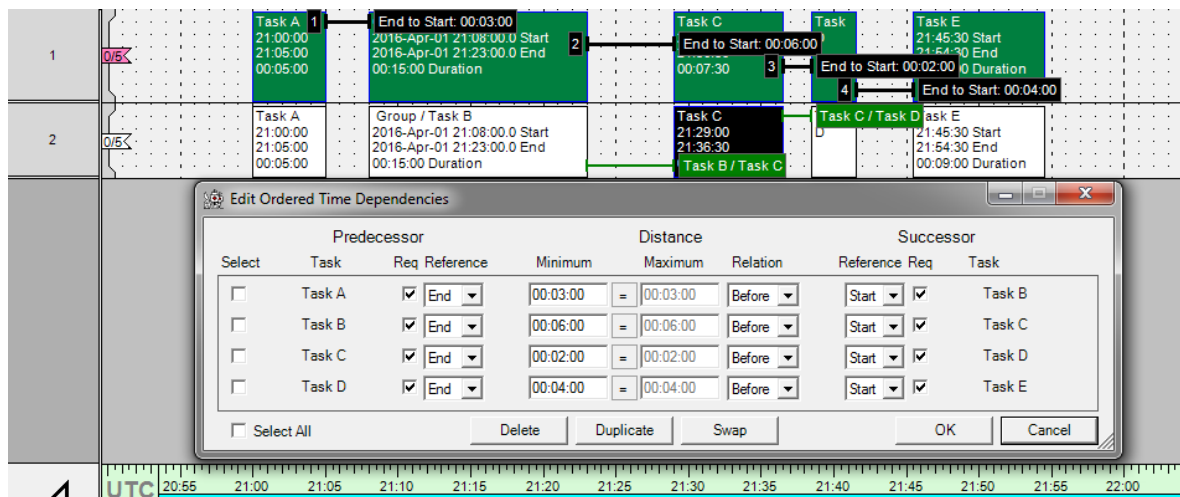 Task A 1 End to Start: 00:03:00 Task C Task Task E
21:00:00 2016-Apr-01 21:08:00.0 Start 2 End to Start: 00:06:00 21:45:30 Start
1 0/5 21:05:00 2016-Apr-01 21:23:00.0 End 21:54:30 End
00:05:00 00:15:00 Duration 00:07:30 3 End to Start: 00:02:00 Duration
4 End to Start: 00:04:00
Task A Group / Task B Task C Task C / Task D Task E
21:00:00 2016-Apr-01 21:08:00.0 Start 21:29:00 D 21:45:30 Start
2 0/5 21:05:00 2016-Apr-01 21:23:00.0 End 21:36:30 21:54:30 End
00:05:00 00:15:00 Duration Task B / Task C 00:09:00 Duration
Edit Ordered Time Dependencies
Predecessor Distance Successor
Select Task Req Reference Minimum Maximum Relation Reference Req Task
Task A End 00:03:00 = 00:03:00 Before Start Task B
Task B End 00:06:00 = 00:06:00 Before Start Task C
Task C End 00:02:00 = 00:02:00 Before Start Task D
Task D End 00:04:00 = 00:04:00 Before Start Task E
Select All Delete Duplicate Swap OK Cancel
UTC 20:55 21:00 21:05 21:10 21:15 21:20 21:25 21:30 21:35 21:40 21:45 21:50 21:55 22:00